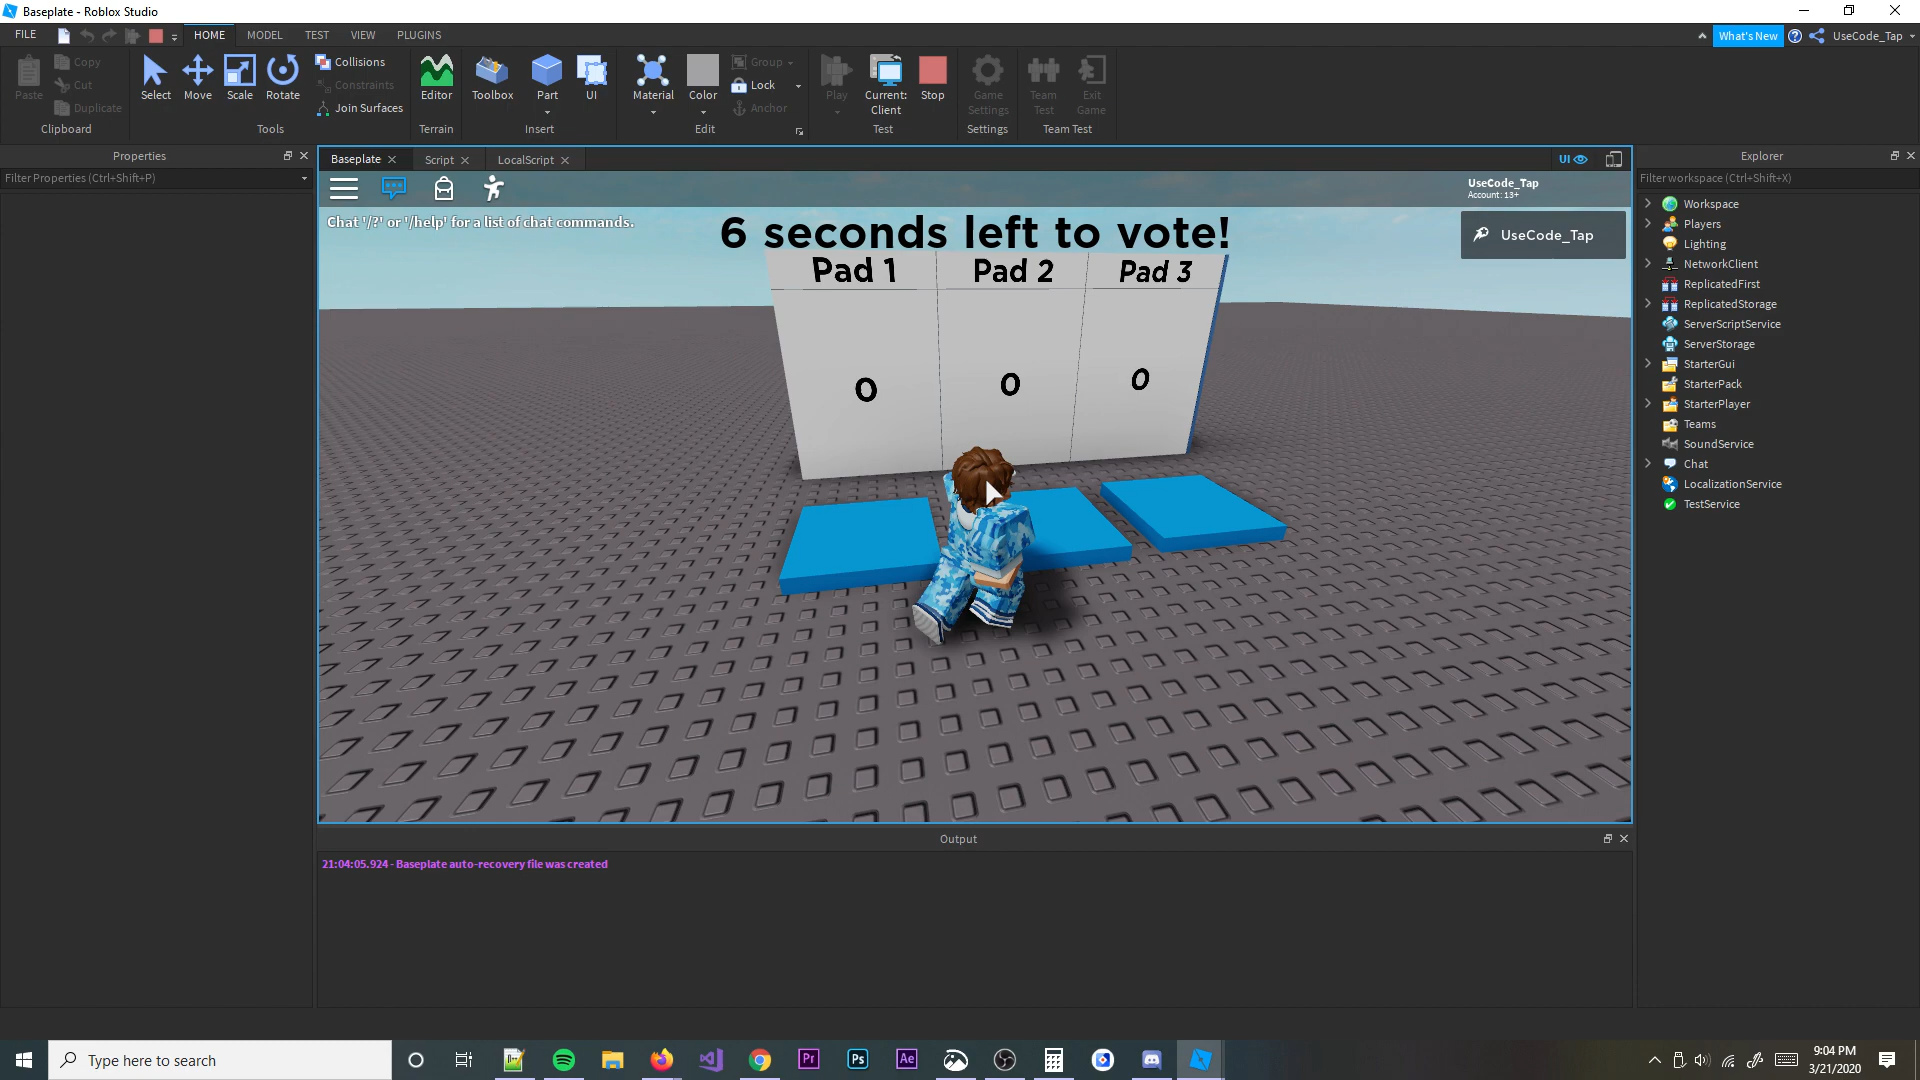 Baseplate - Roblox Studio
FILE HOME MODEL TEST VIEW PLUGINS What's New UseCode_Tap
Paste Copy Cut Duplicate
Select Move Scale Rotate
Collisions Constraints Join Surfaces
Editor Toolbox Part UI
Material Color Group Lock Anchor
Play Current: Client Stop
Game Settings Team Test Exit Game
Clipboard Tools Terrain Insert Edit Test Settings Team Test
Properties
Filter Properties (Ctrl+Shift+P)
Baseplate Script LocalScript UI
UseCode_Tap
Account: 13+
Chat '/?' or '/help' for a list of chat commands.
6 seconds left to vote!
UseCode_Tap
Pad 1 Pad 2 Pad 3
0 0 0
Explorer
Filter workspace (Ctrl+Shift+X)
Workspace
Players
Lighting
NetworkClient
ReplicatedFirst
ReplicatedStorage
ServerScriptService
ServerStorage
StarterGui
StarterPack
StarterPlayer
Teams
SoundService
Chat
LocalizationService
TestService
Output
21:04:05.924 - Baseplate auto-recovery file was created
Type here to search
Pr Ps Ae
9:04 PM
3/21/2020